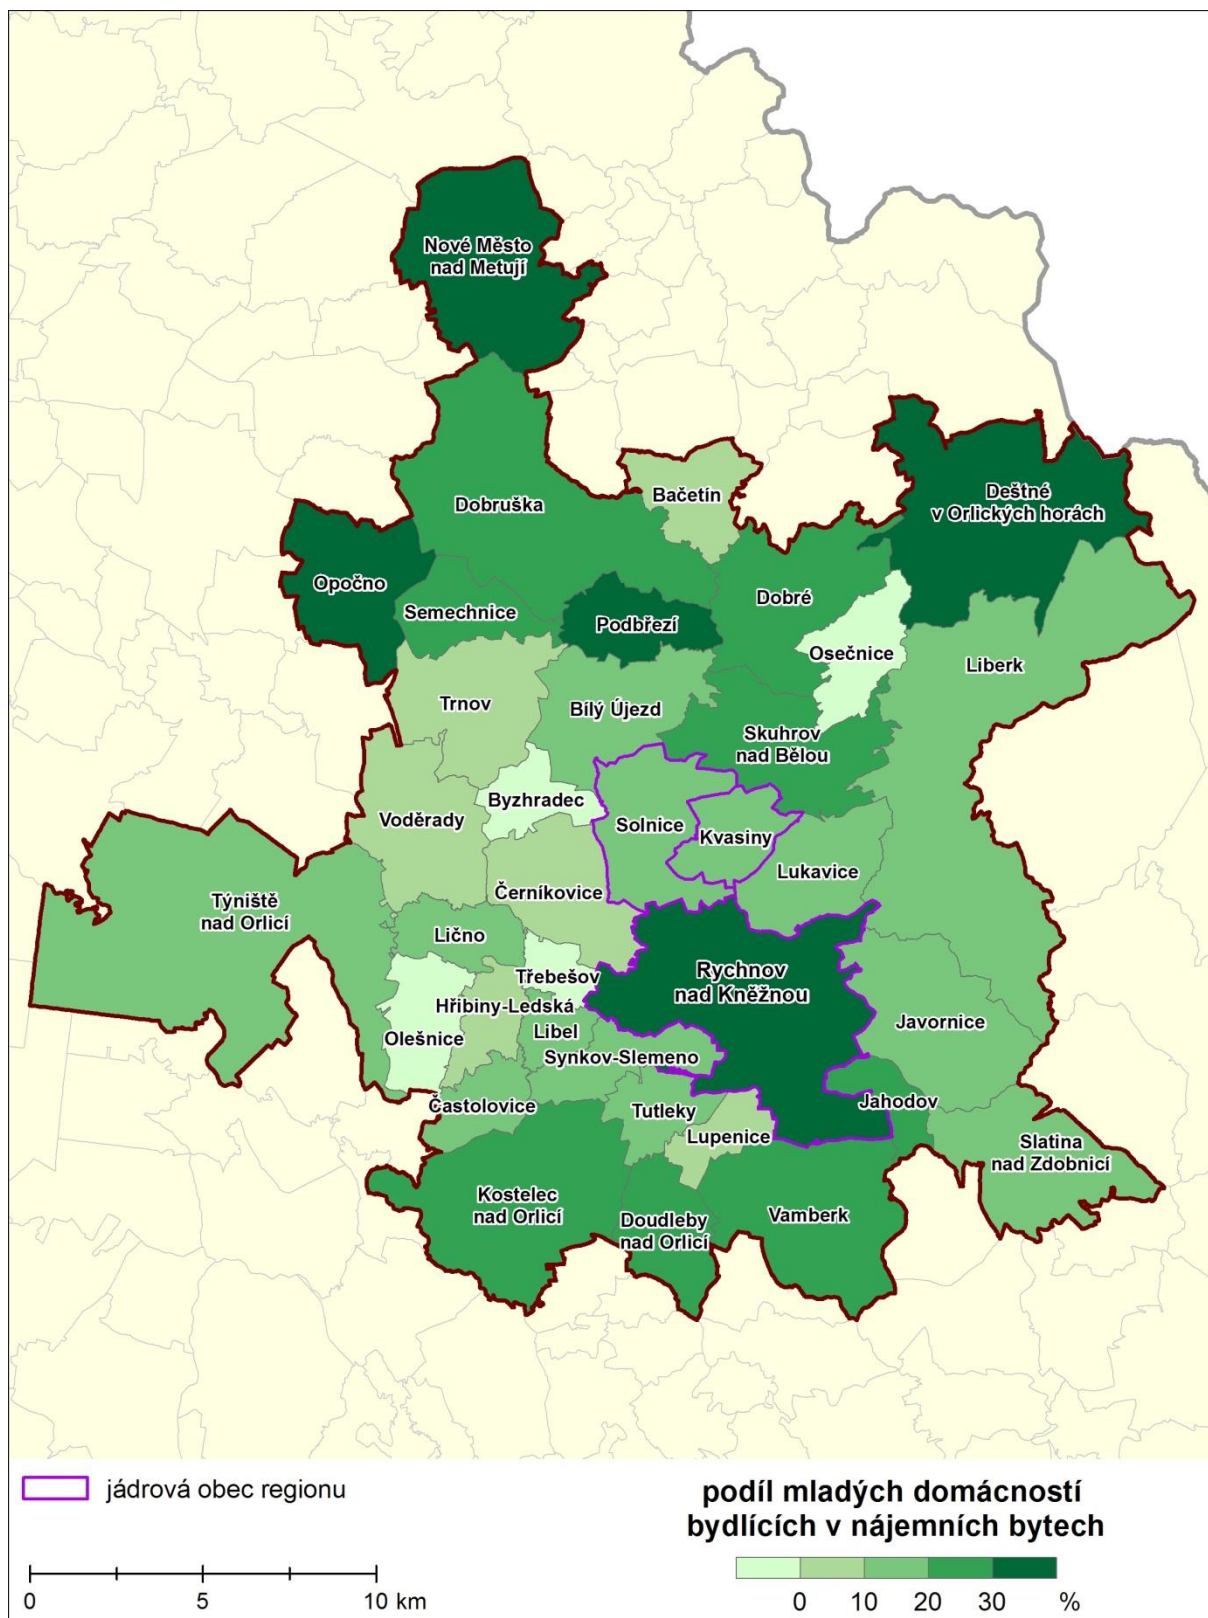 Nové Město
nad Metují
Dobruška
Bačetín
Deštné
v Orlických horách
Opočno
Semechnice
Podbřezí
Dobré
Osečnice
Liberk
Trnov
Bílý Újezd
Skuhrov
nad Bělou
Byzhradec
Voděrady
Solnice
Kvasiny
Lukavice
Černíkovice
Týniště
nad Orlicí
Lično
Třebešov
Rychnov
nad Kněžnou
Hřibiny-Ledská
Olešnice
Libel
Javornice
Synkov-Slemeno
Častolovice
Tutleky
Jahodov
Lupenice
Slatina
nad Zdobnicí
Kostelec
nad Orlicí
Doudleby
nad Orlicí
Vamberk
jádrová obec regionu
podíl mladých domácností
bydlících v nájemních bytech
0 5 10 km
0 10 20 30 %